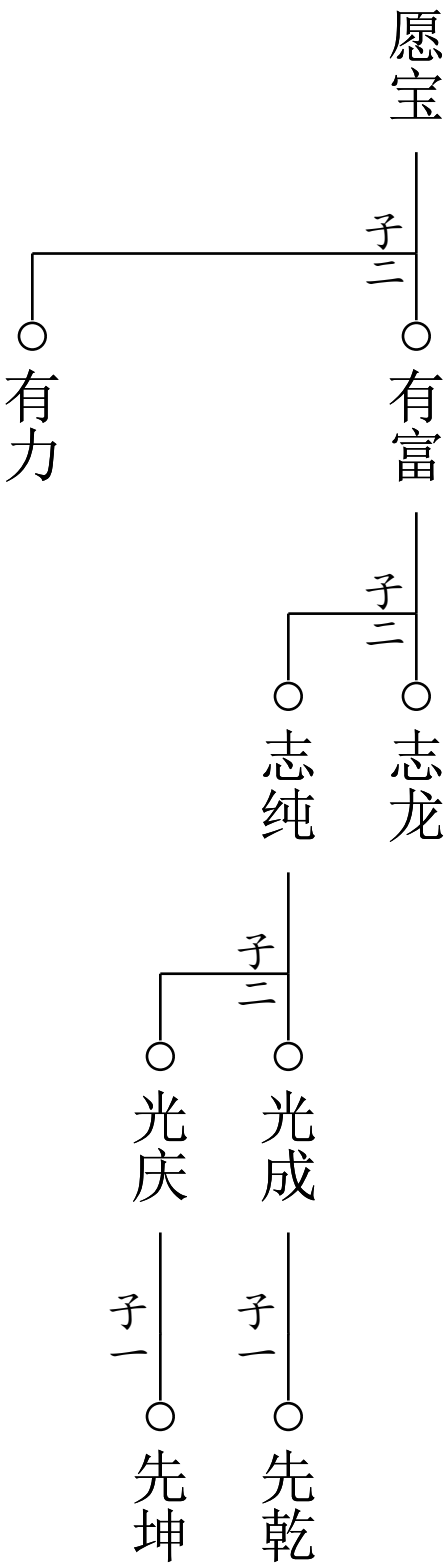 愿宝
子二
有富
有力
子二
志龙
志纯
子二
光成
光庆
子一
子一
先乾
先坤